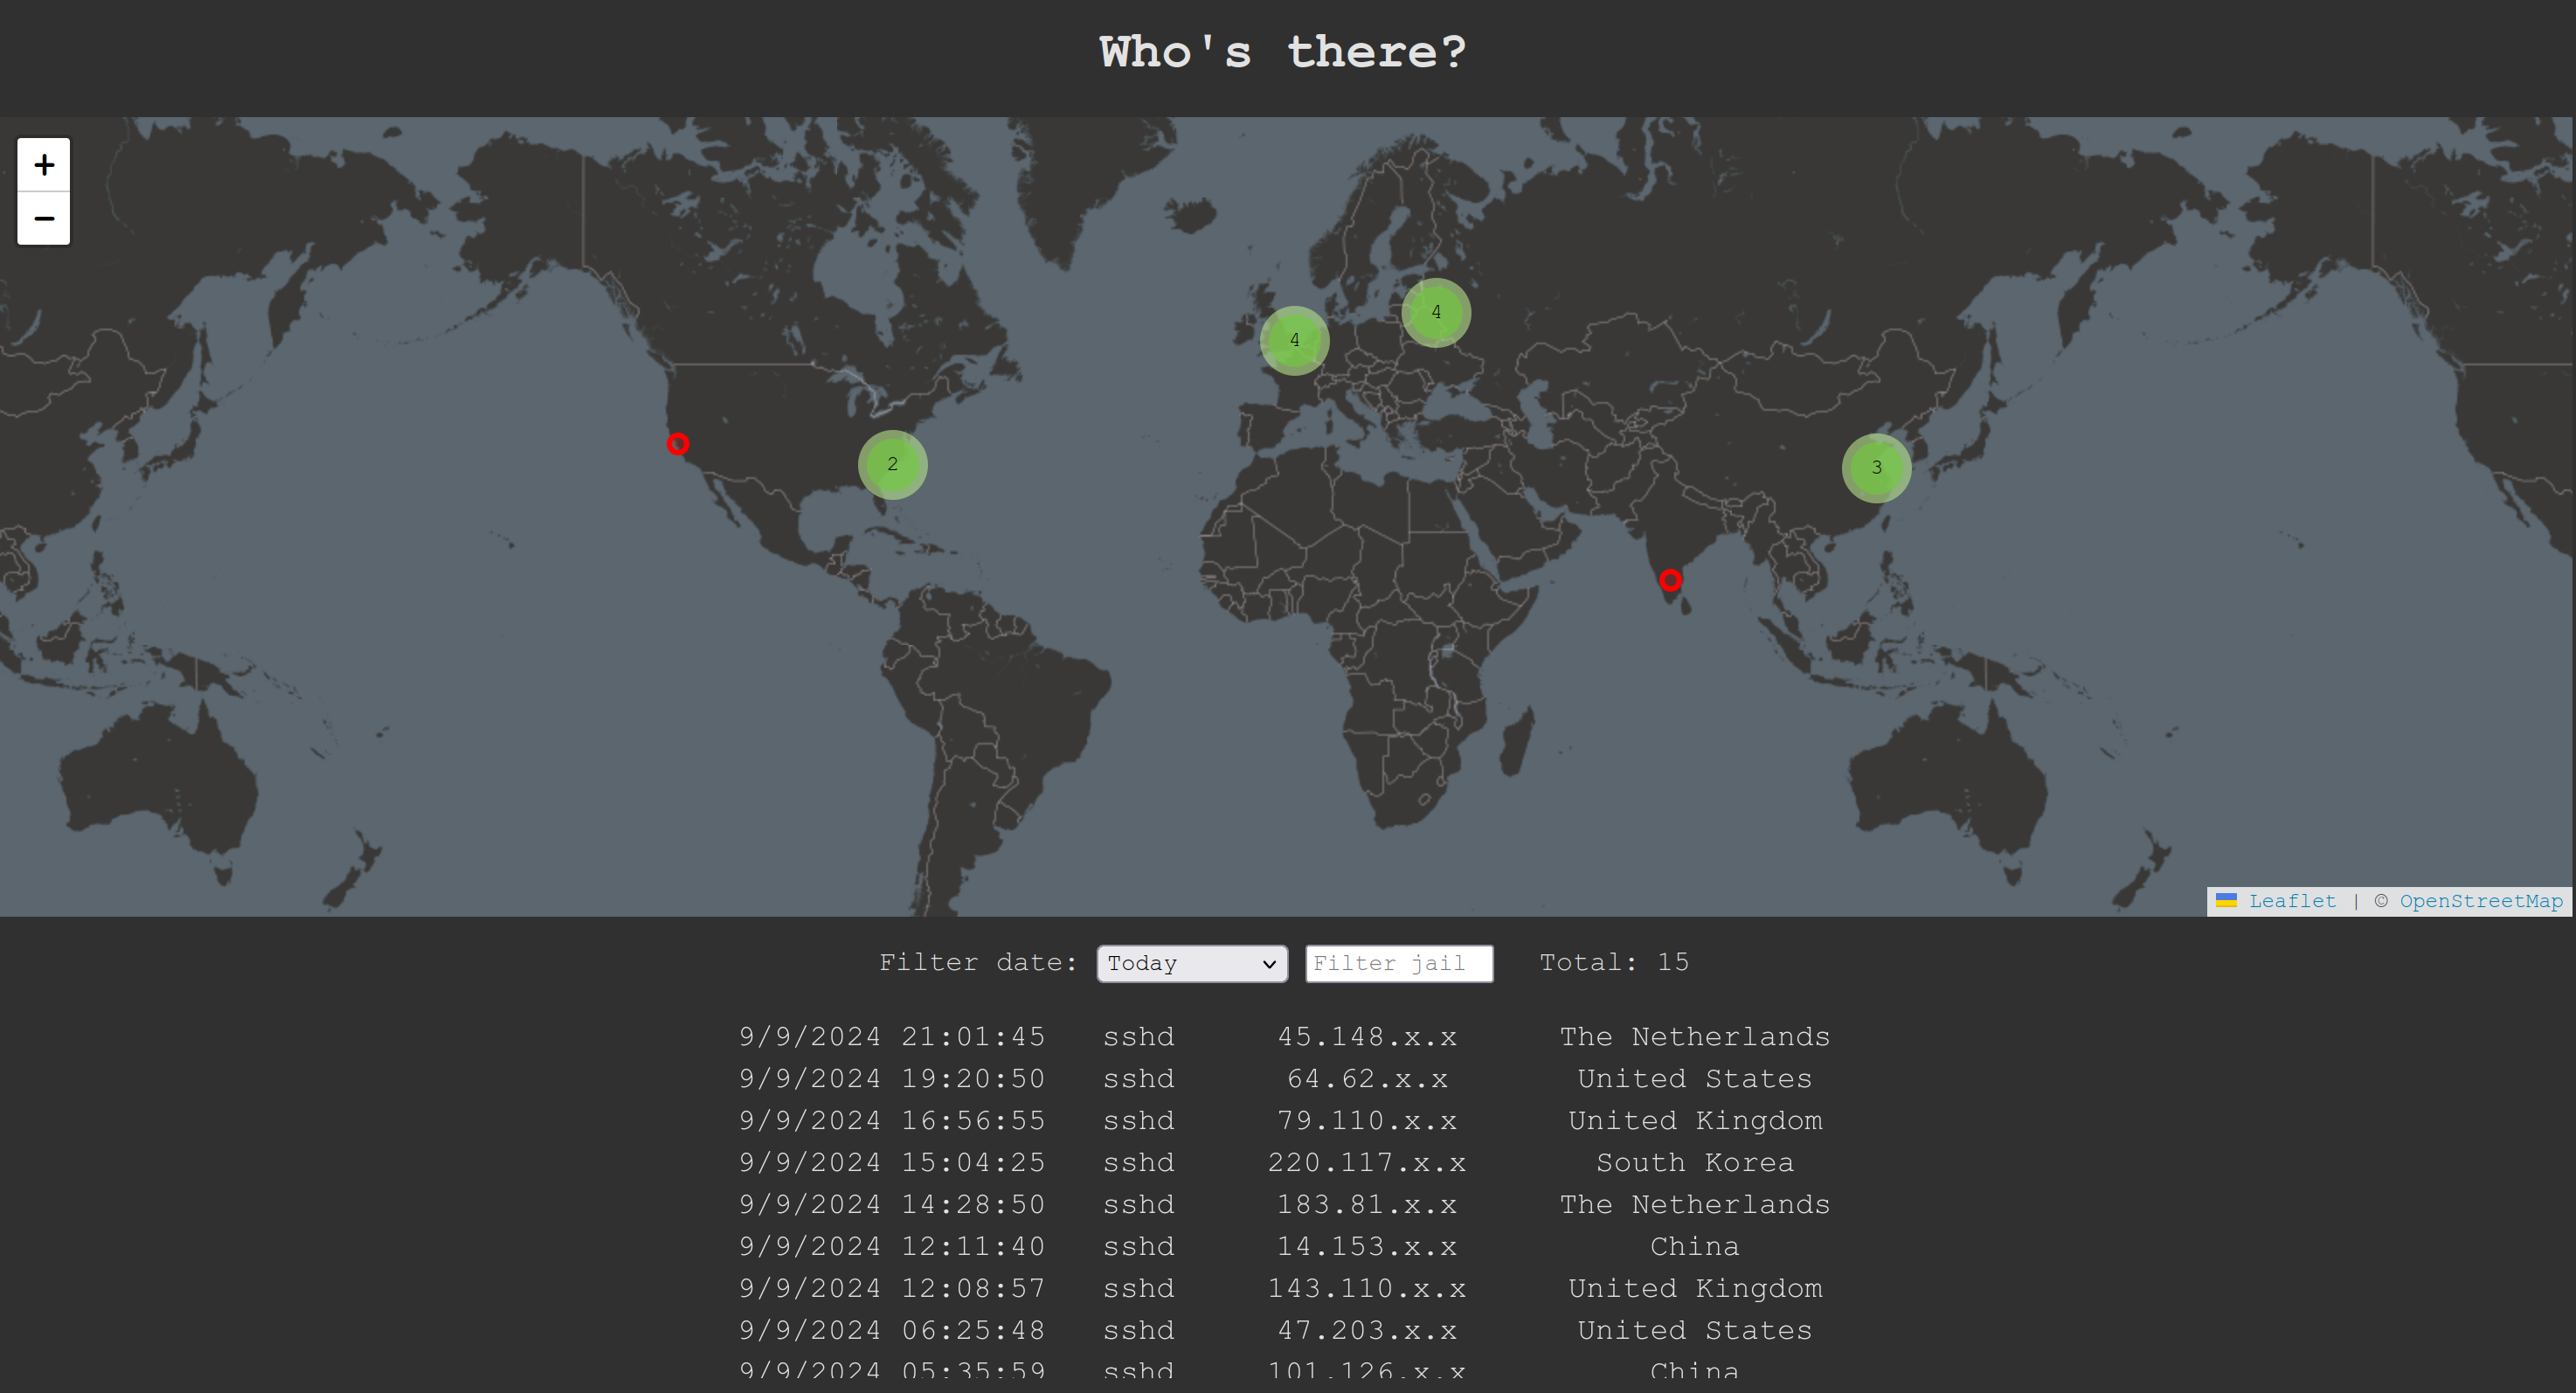 Who's there?
+
−
4
4
2
3
Leaflet | © OpenStreetMap
Filter date: Today Filter jail Total: 15
9/9/2024 21:01:45 sshd 45.148.x.x The Netherlands
9/9/2024 19:20:50 sshd 64.62.x.x United States
9/9/2024 16:56:55 sshd 79.110.x.x United Kingdom
9/9/2024 15:04:25 sshd 220.117.x.x South Korea
9/9/2024 14:28:50 sshd 183.81.x.x The Netherlands
9/9/2024 12:11:40 sshd 14.153.x.x China
9/9/2024 12:08:57 sshd 143.110.x.x United Kingdom
9/9/2024 06:25:48 sshd 47.203.x.x United States
9/9/2024 05:35:59 sshd 101.126.x.x China